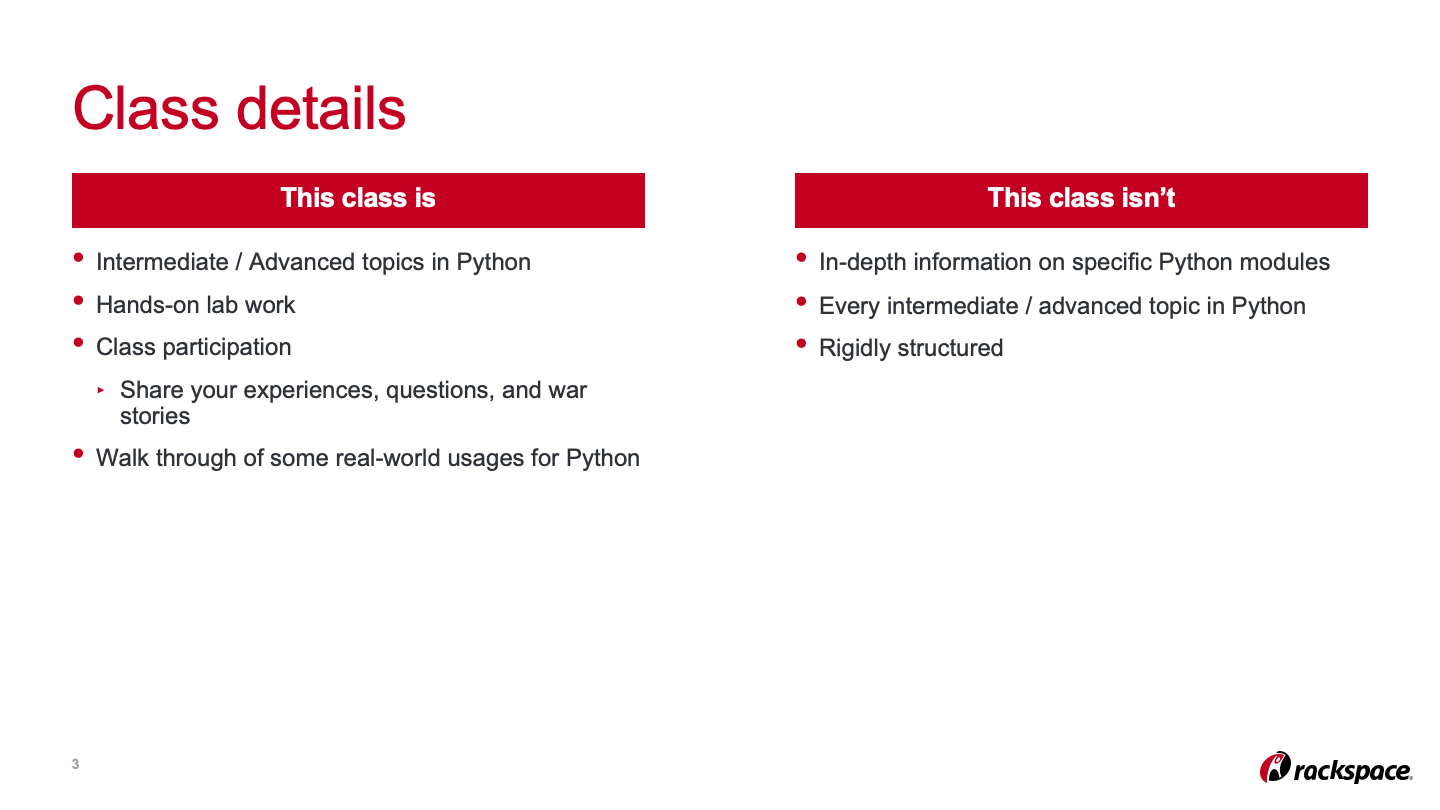 Class details
This class is
• Intermediate / Advanced topics in Python
• Hands-on lab work
• Class participation
▸ Share your experiences, questions, and war
stories
• Walk through of some real-world usages for Python
This class isn’t
• In-depth information on specific Python modules
• Every intermediate / advanced topic in Python
• Rigidly structured
3
rackspace.